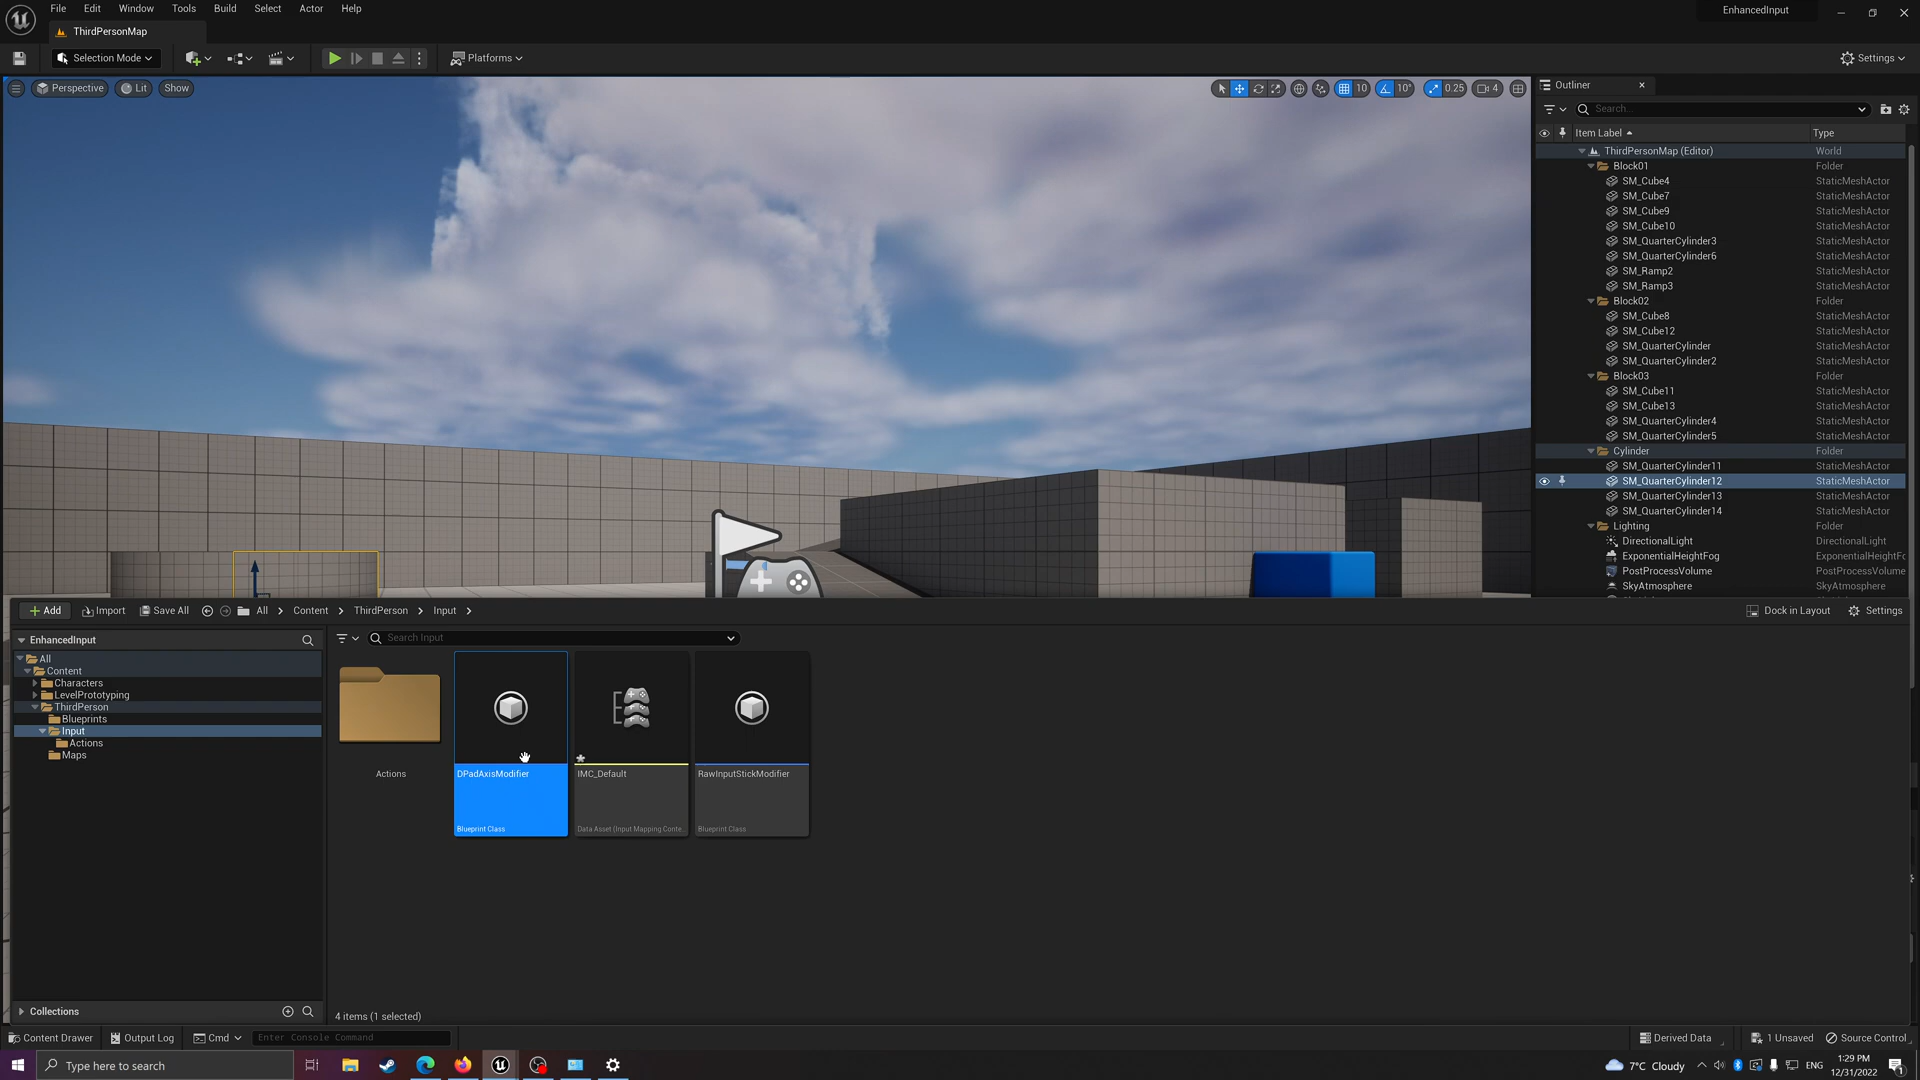 File Edit Window Tools Build Select Actor Help
EnhancedInput
ThirdPersonMap
Selection Mode
Platforms
Settings
Perspective
Lit
Show
10
10°
0.25
4
Outliner
Search...
Item Label
Type
ThirdPersonMap (Editor) World
Block01 Folder
SM_Cube4 StaticMeshActor
SM_Cube7 StaticMeshActor
SM_Cube9 StaticMeshActor
SM_Cube10 StaticMeshActor
SM_QuarterCylinder3 StaticMeshActor
SM_QuarterCylinder6 StaticMeshActor
SM_Ramp2 StaticMeshActor
SM_Ramp3 StaticMeshActor
Block02 Folder
SM_Cube8 StaticMeshActor
SM_Cube12 StaticMeshActor
SM_QuarterCylinder StaticMeshActor
SM_QuarterCylinder2 StaticMeshActor
Block03 Folder
SM_Cube11 StaticMeshActor
SM_Cube13 StaticMeshActor
SM_QuarterCylinder4 StaticMeshActor
SM_QuarterCylinder5 StaticMeshActor
Cylinder Folder
SM_QuarterCylinder11 StaticMeshActor
SM_QuarterCylinder12 StaticMeshActor
SM_QuarterCylinder13 StaticMeshActor
SM_QuarterCylinder14 StaticMeshActor
Lighting Folder
DirectionalLight DirectionalLight
ExponentialHeightFog ExponentialHeightFo
PostProcessVolume PostProcessVolume
SkyAtmosphere SkyAtmosphere
Add
Import
Save All
All
Content
ThirdPerson
Input
Dock in Layout
Settings
EnhancedInput
All
Content
Characters
LevelPrototyping
ThirdPerson
Blueprints
Input
Actions
Maps
Collections
Search Input
Actions
DPadAxisModifier
Blueprint Class
IMC_Default
Data Asset (Input Mapping Conte...
RawInputStickModifier
Blueprint Class
4 items (1 selected)
Content Drawer
Output Log
Cmd
Enter Console Command
Derived Data
1 Unsaved
Source Control
Type here to search
7°C Cloudy
ENG
1:29 PM
12/31/2022
1